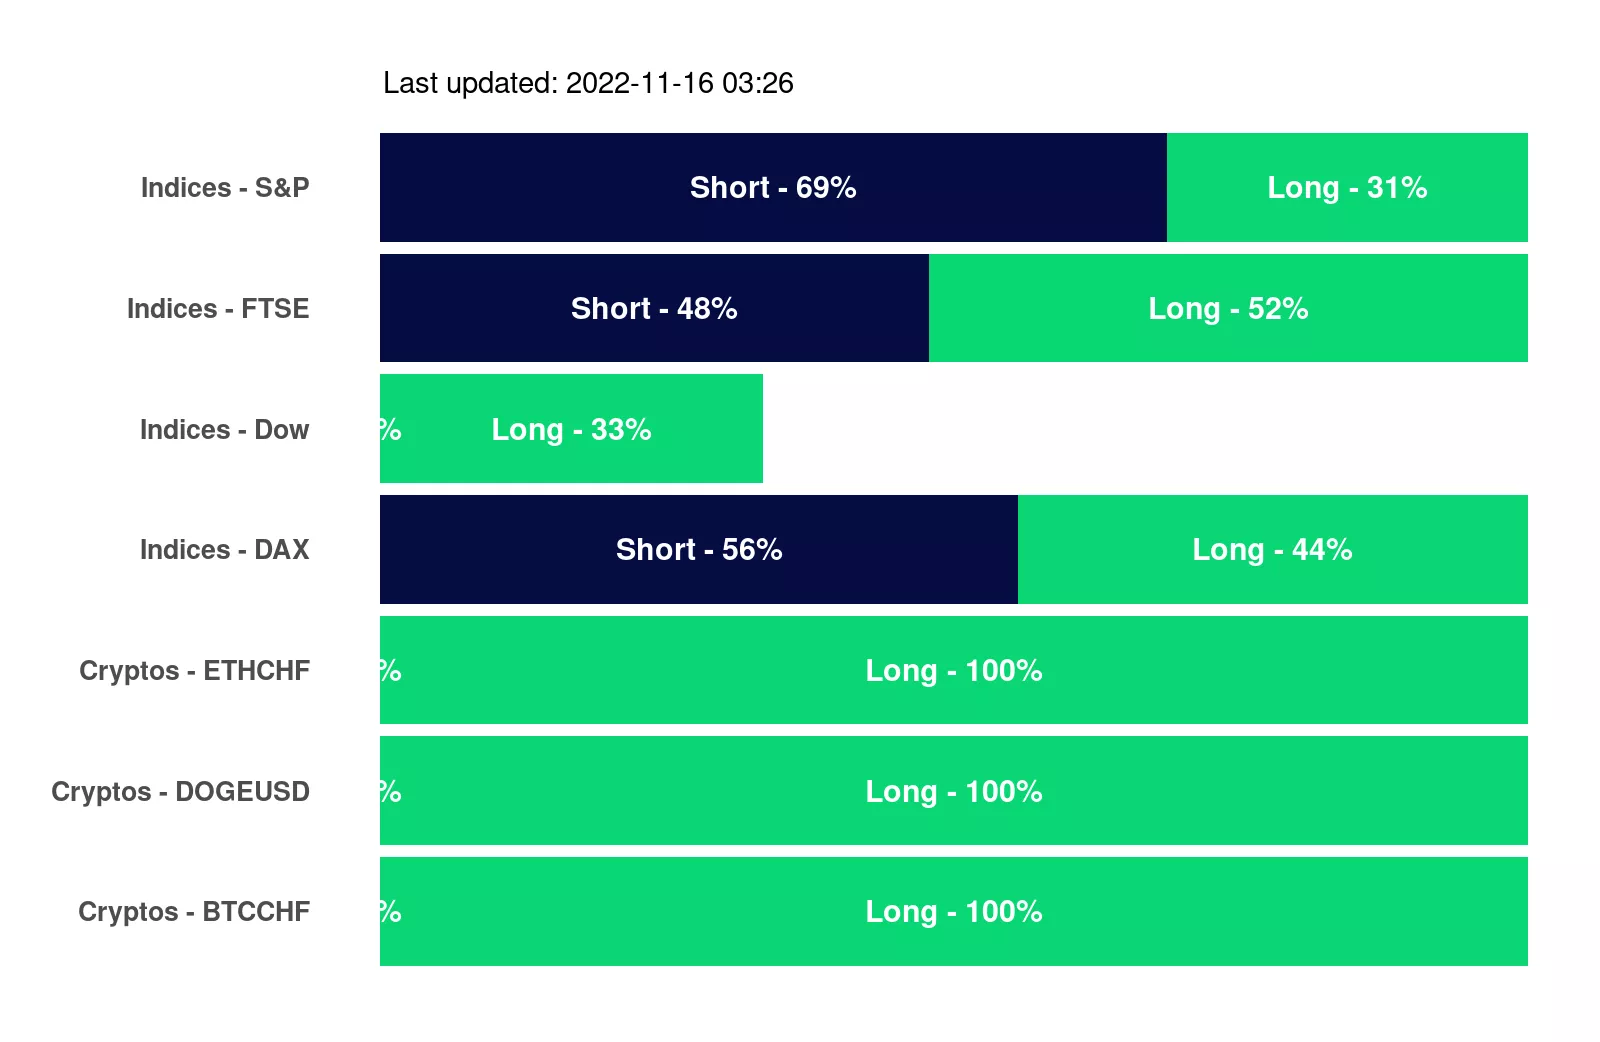 Last updated: 2022-11-16 03:26
Indices - S&P Short - 69% Long - 31%
Indices - FTSE Short - 48% Long - 52%
Indices - Dow % Long - 33%
Indices - DAX Short - 56% Long - 44%
Cryptos - ETHCHF % Long - 100%
Cryptos - DOGEUSD % Long - 100%
Cryptos - BTCCHF % Long - 100%